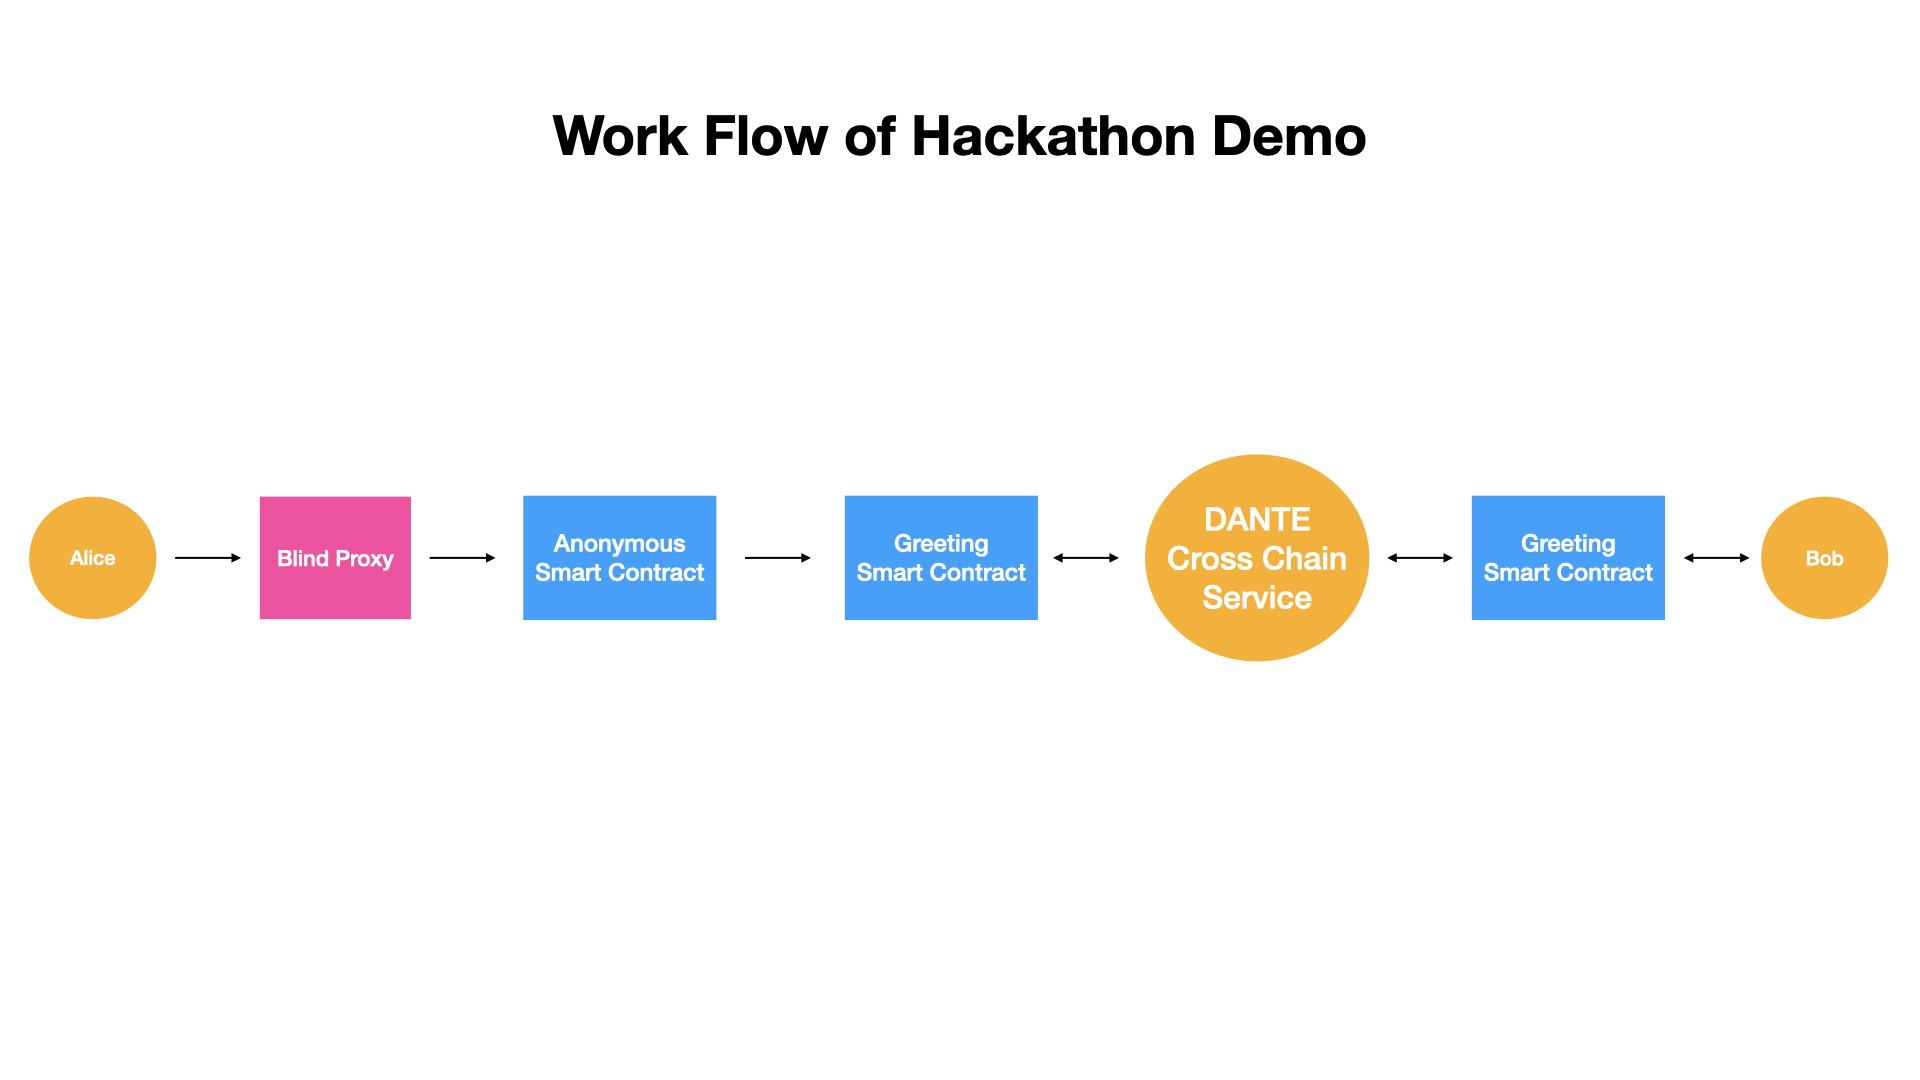 Work Flow of Hackathon Demo
Alice
Blind Proxy
Anonymous
Smart Contract
Greeting
Smart Contract
DANTE
Cross Chain
Service
Greeting
Smart Contract
Bob